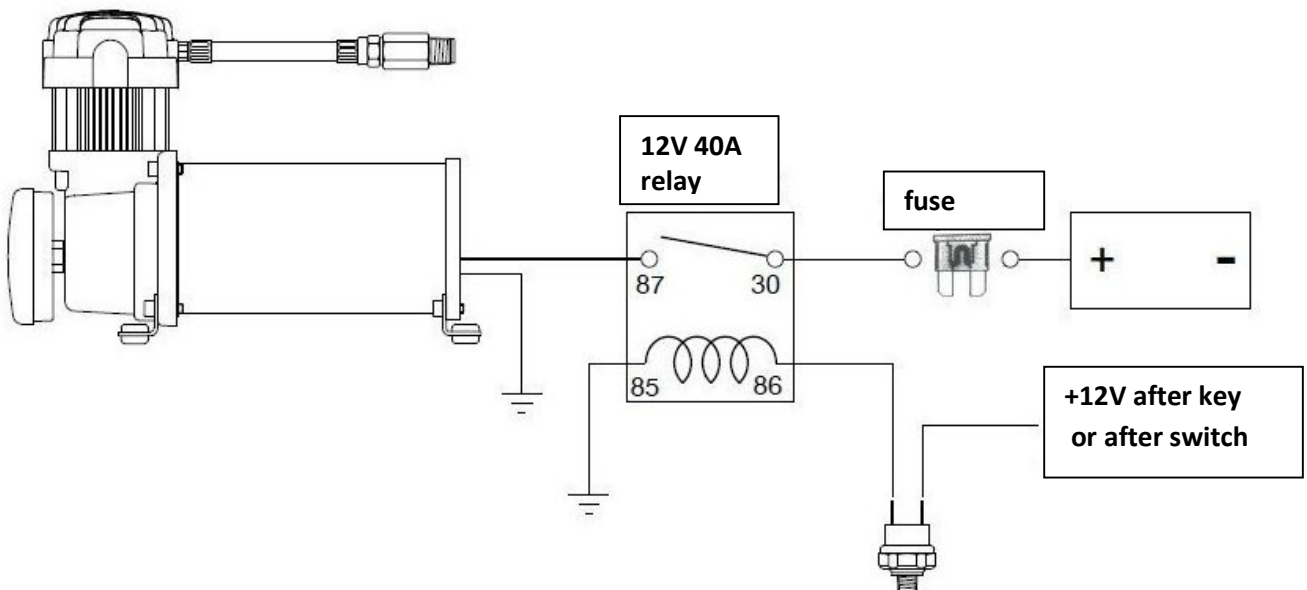 12V 40A
relay
fuse
87 30
+ -
85 86
+12V after key
or after switch